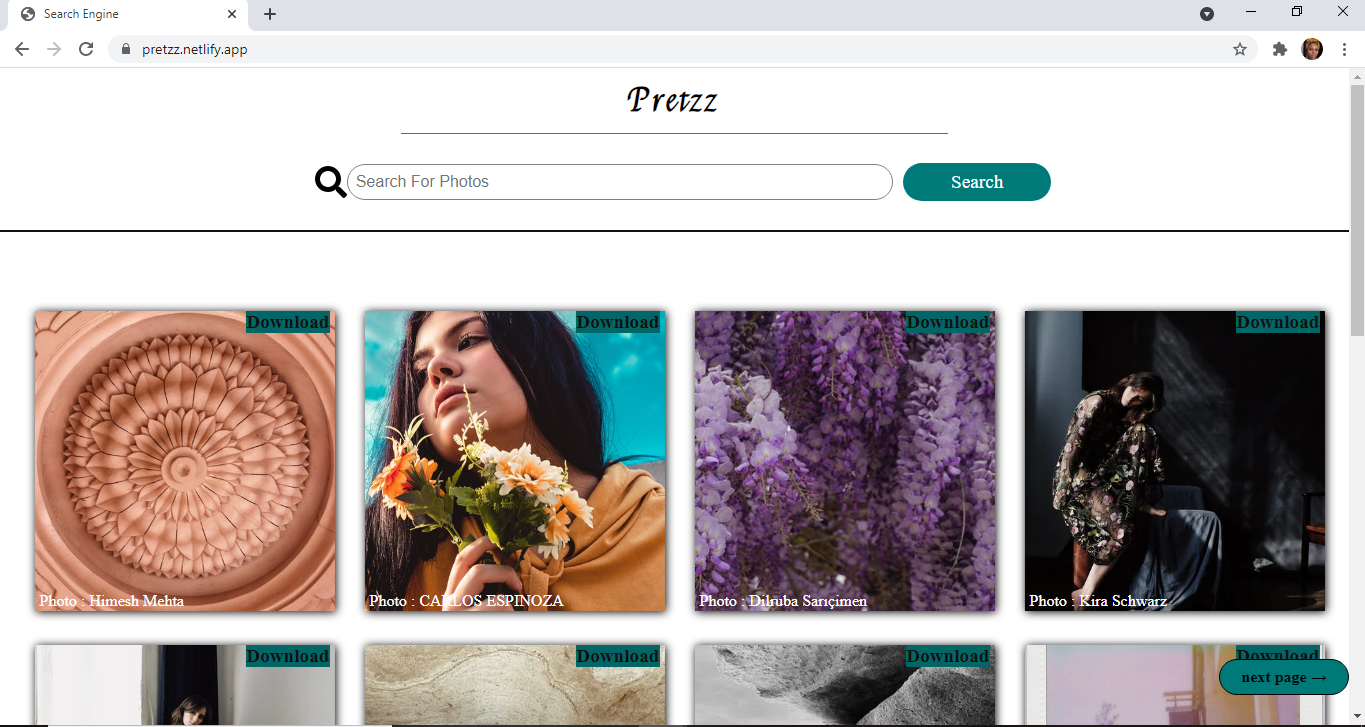 Search Engine
pretzz.netlify.app
Pretzz
Search For Photos
Search
Download
Download
Download
Download
Photo : Himesh Mehta
Photo : CARLOS ESPINOZA
Photo : Dilruba Sarıçimen
Photo : Kira Schwarz
Download
Download
Download
Download
next page →